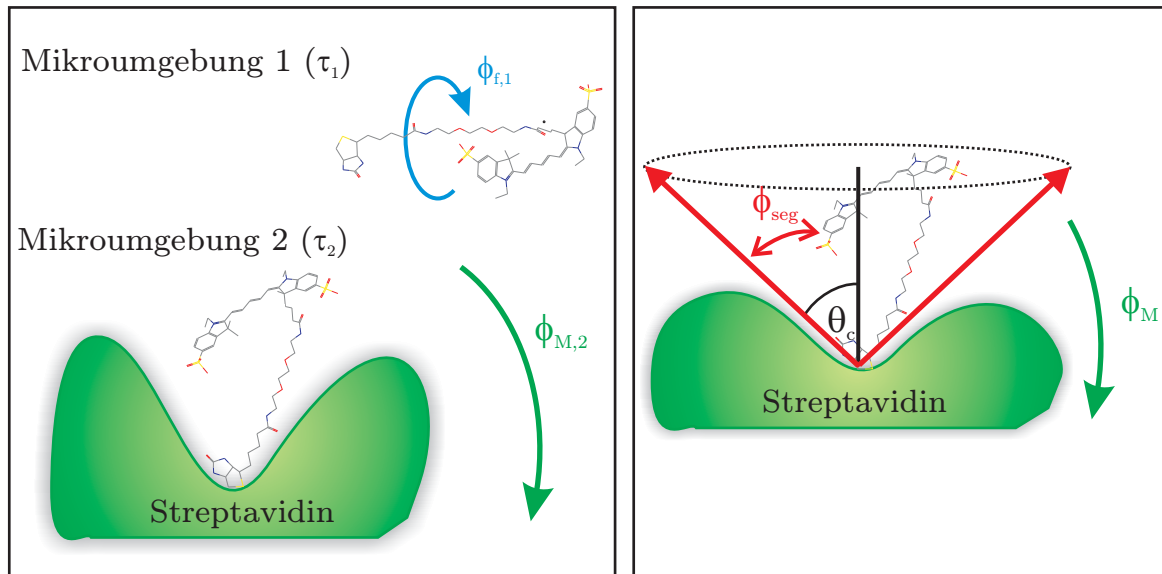 Mikroumgebung 1 (τ₁)
ϕf,1
Mikroumgebung 2 (τ₂)
ϕM,2
Streptavidin
ϕseg
θc
ϕM
Streptavidin